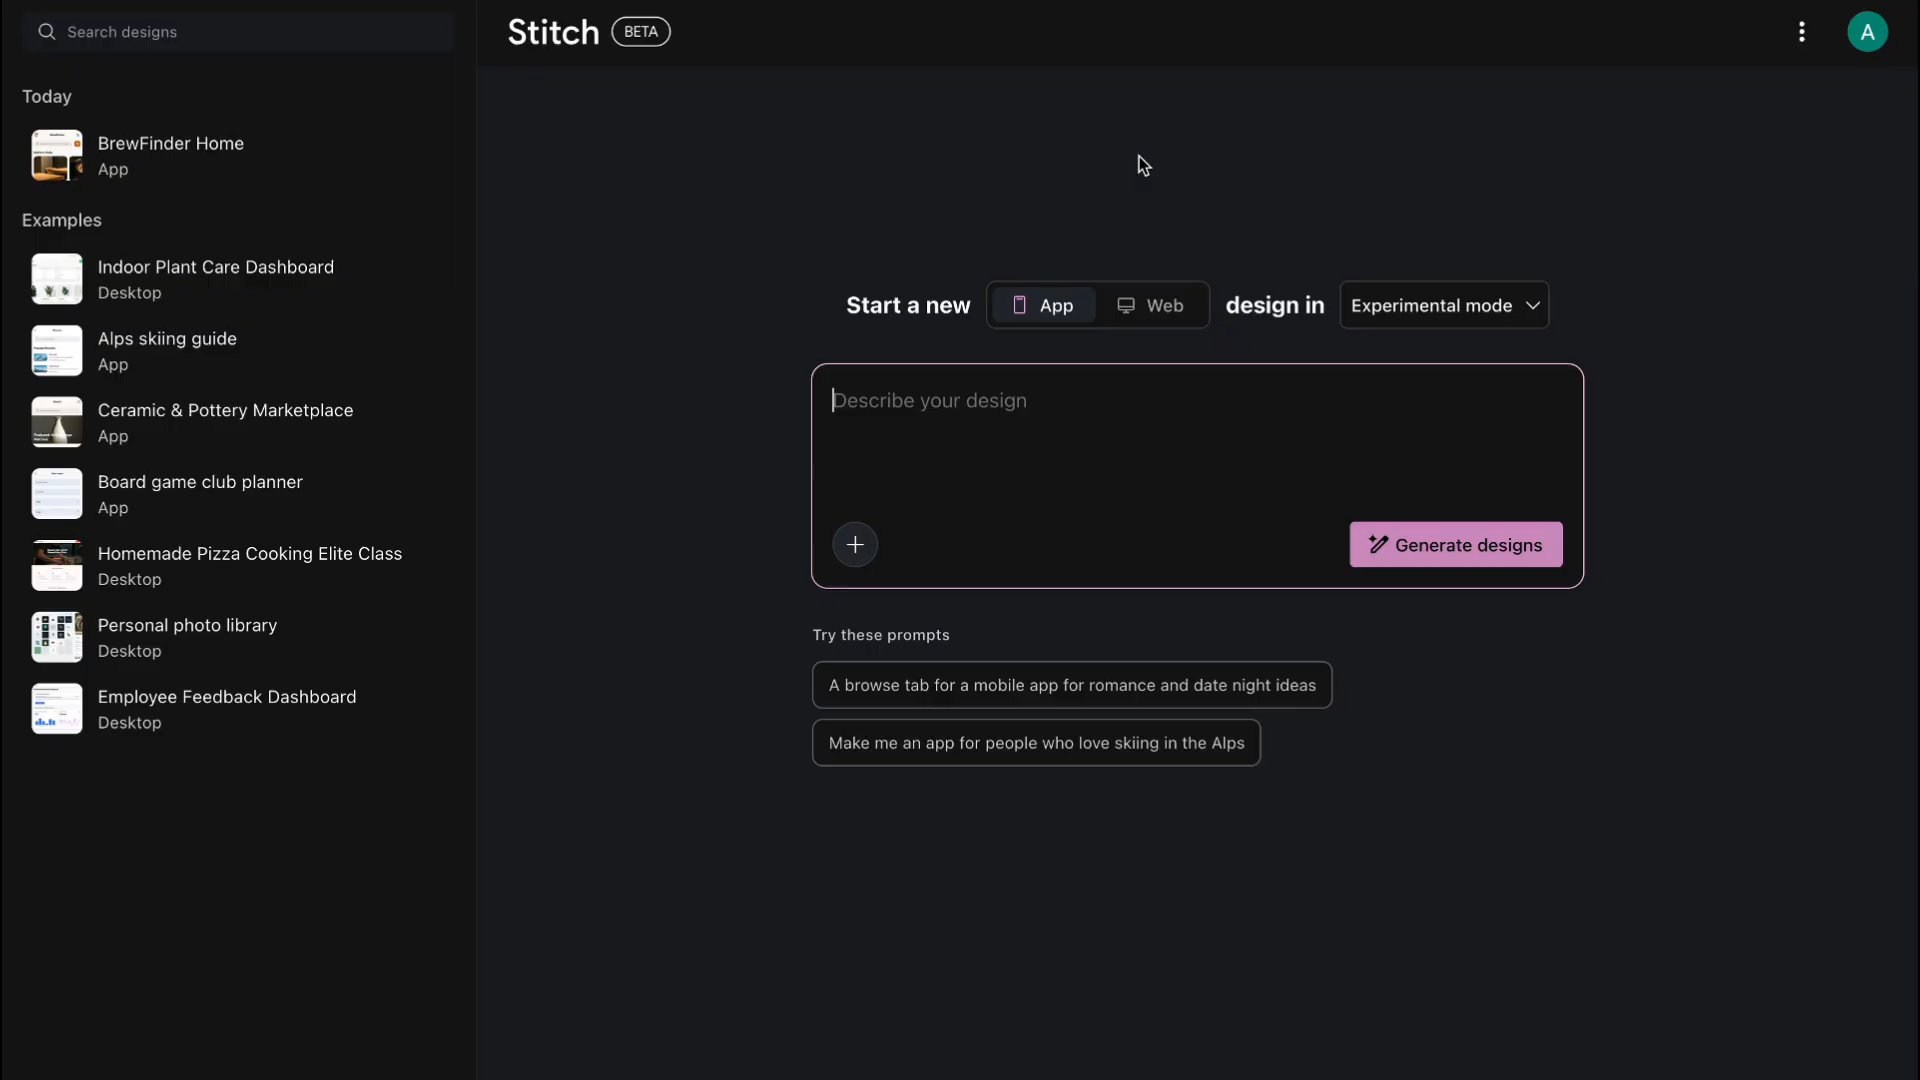 Search designs
Today
BrewFinder Home
App
Examples
Indoor Plant Care Dashboard
Desktop
Alps skiing guide
App
Ceramic & Pottery Marketplace
App
Board game club planner
App
Homemade Pizza Cooking Elite Class
Desktop
Personal photo library
Desktop
Employee Feedback Dashboard
Desktop
Stitch BETA
A
Start a new App Web design in Experimental mode
Describe your design
Generate designs
Try these prompts
A browse tab for a mobile app for romance and date night ideas
Make me an app for people who love skiing in the Alps